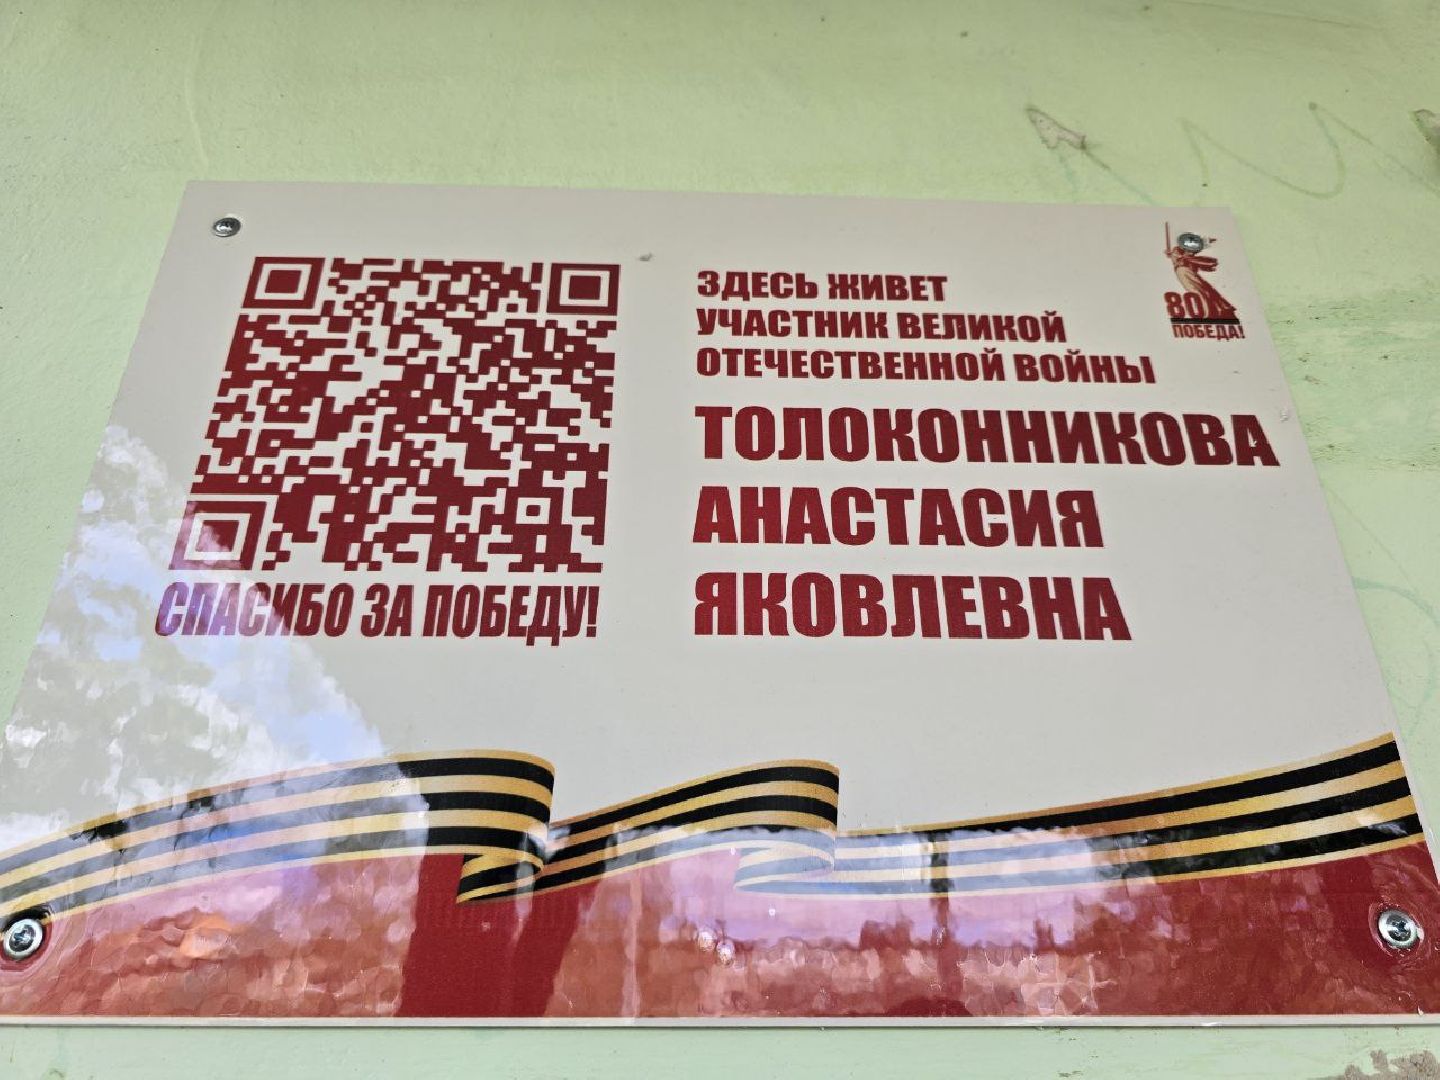 ЗДЕСЬ ЖИВЕТ
УЧАСТНИК ВЕЛИКОЙ
ОТЕЧЕСТВЕННОЙ ВОЙНЫ
ТОЛОКОННИКОВА
АНАСТАСИЯ
ЯКОВЛЕВНА
СПАСИБО ЗА ПОБЕДУ!
80
ПОБЕДА!